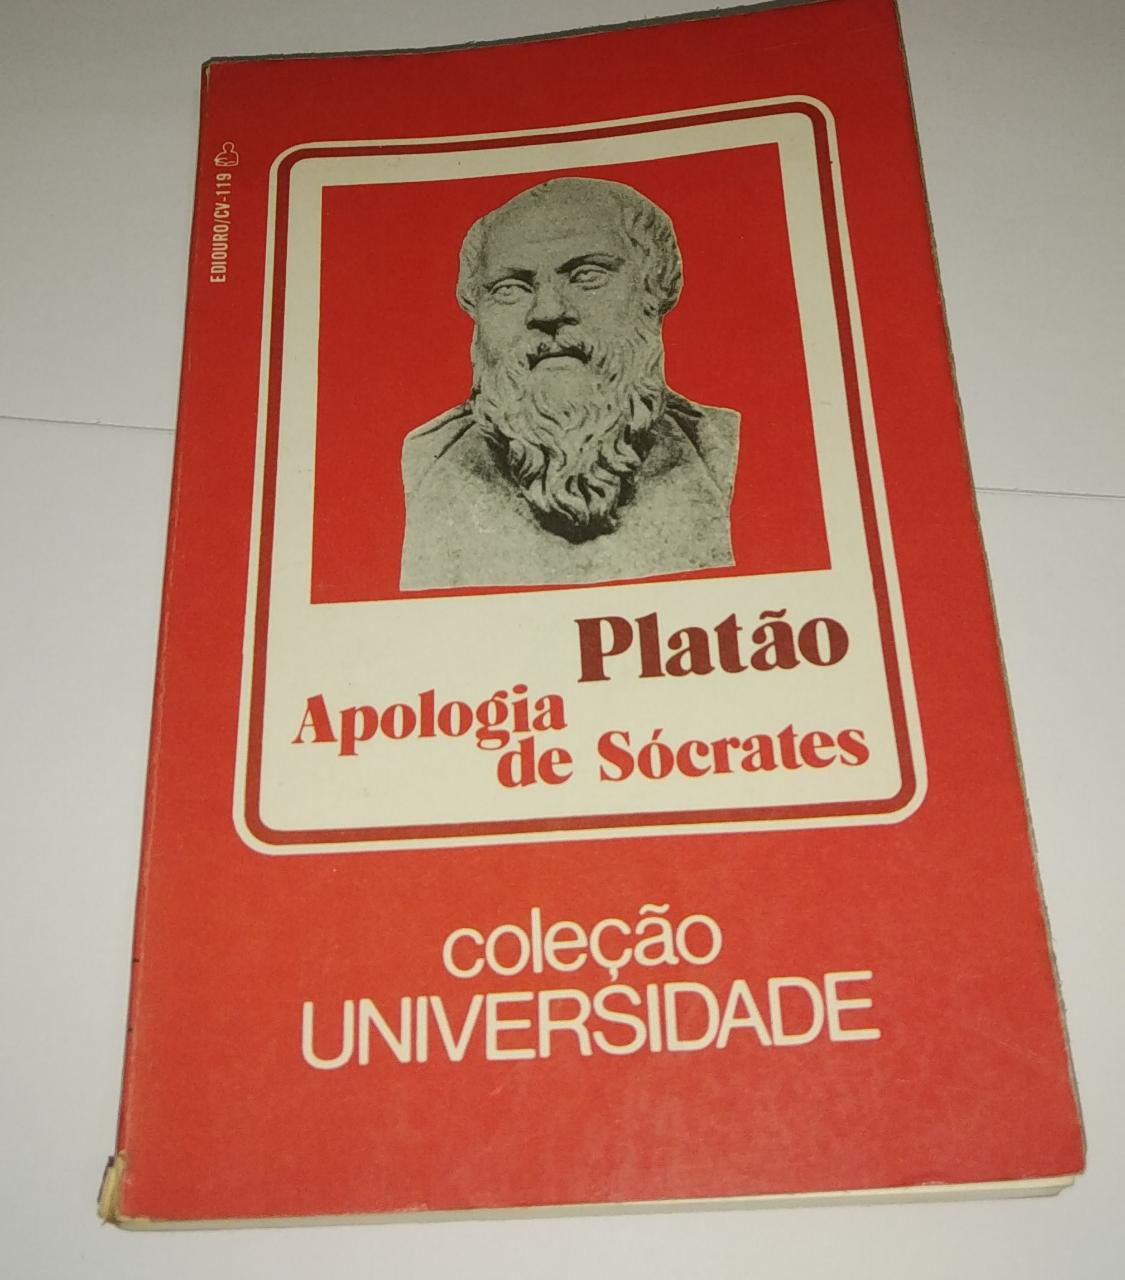 EDIOURO/CV-119
Platão
Apologia
de Sócrates
coleção
UNIVERSIDADE